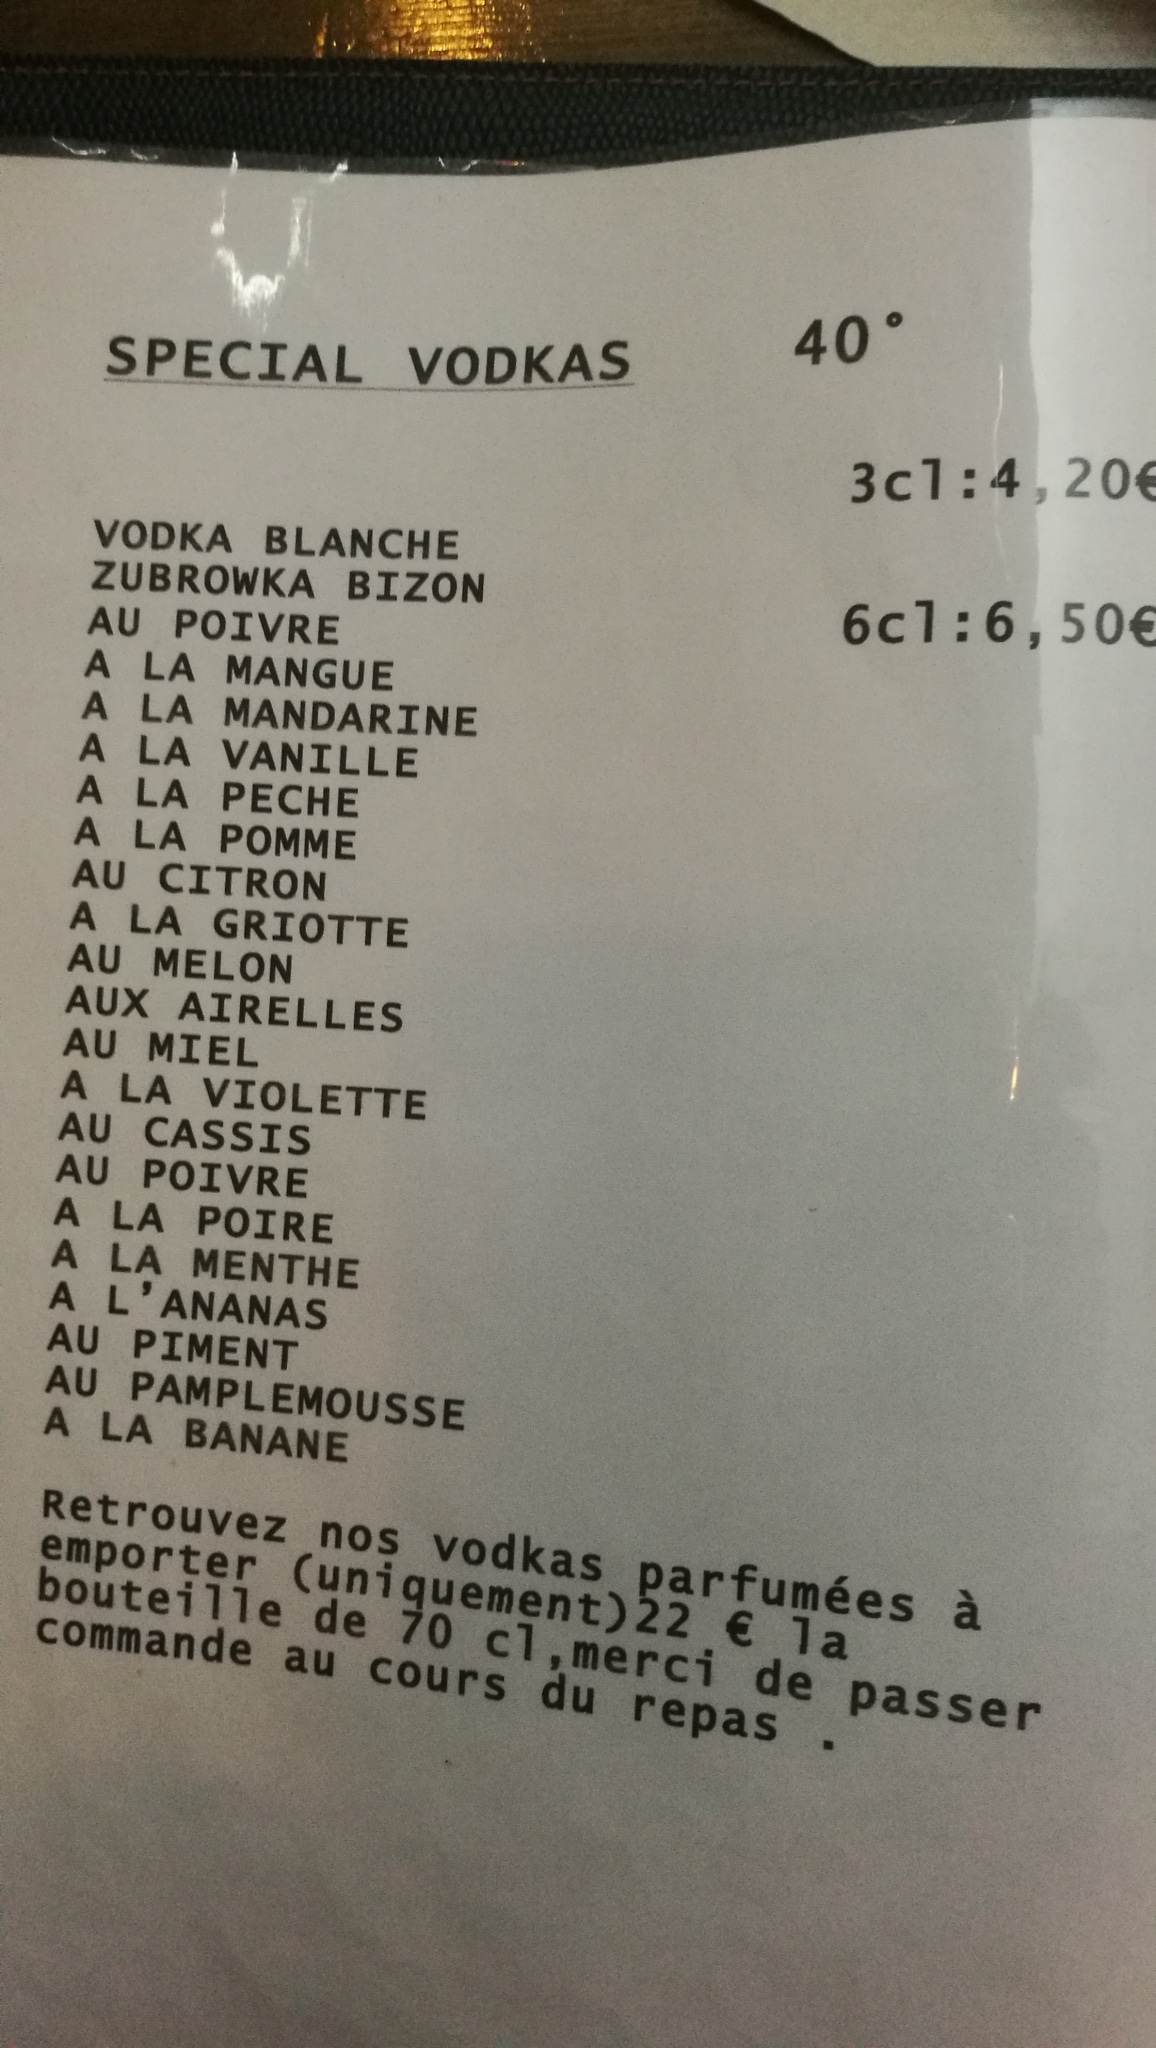 SPECIAL VODKAS 40°
3cl:4,20€
VODKA BLANCHE
ZUBROWKA BIZON
6cl:6,50€
AU POIVRE
A LA MANGUE
A LA MANDARINE
A LA VANILLE
A LA PECHE
A LA POMME
AU CITRON
A LA GRIOTTE
AU MELON
AUX AIRELLES
AU MIEL
A LA VIOLETTE
AU CASSIS
AU POIVRE
A LA POIRE
A LA MENTHE
A L'ANANAS
AU PIMENT
AU PAMPLEMOUSSE
A LA BANANE
Retrouvez nos vodkas parfumées à
emporter (uniquement)22 € la
bouteille de 70 cl,merci de passer
commande au cours du repas .